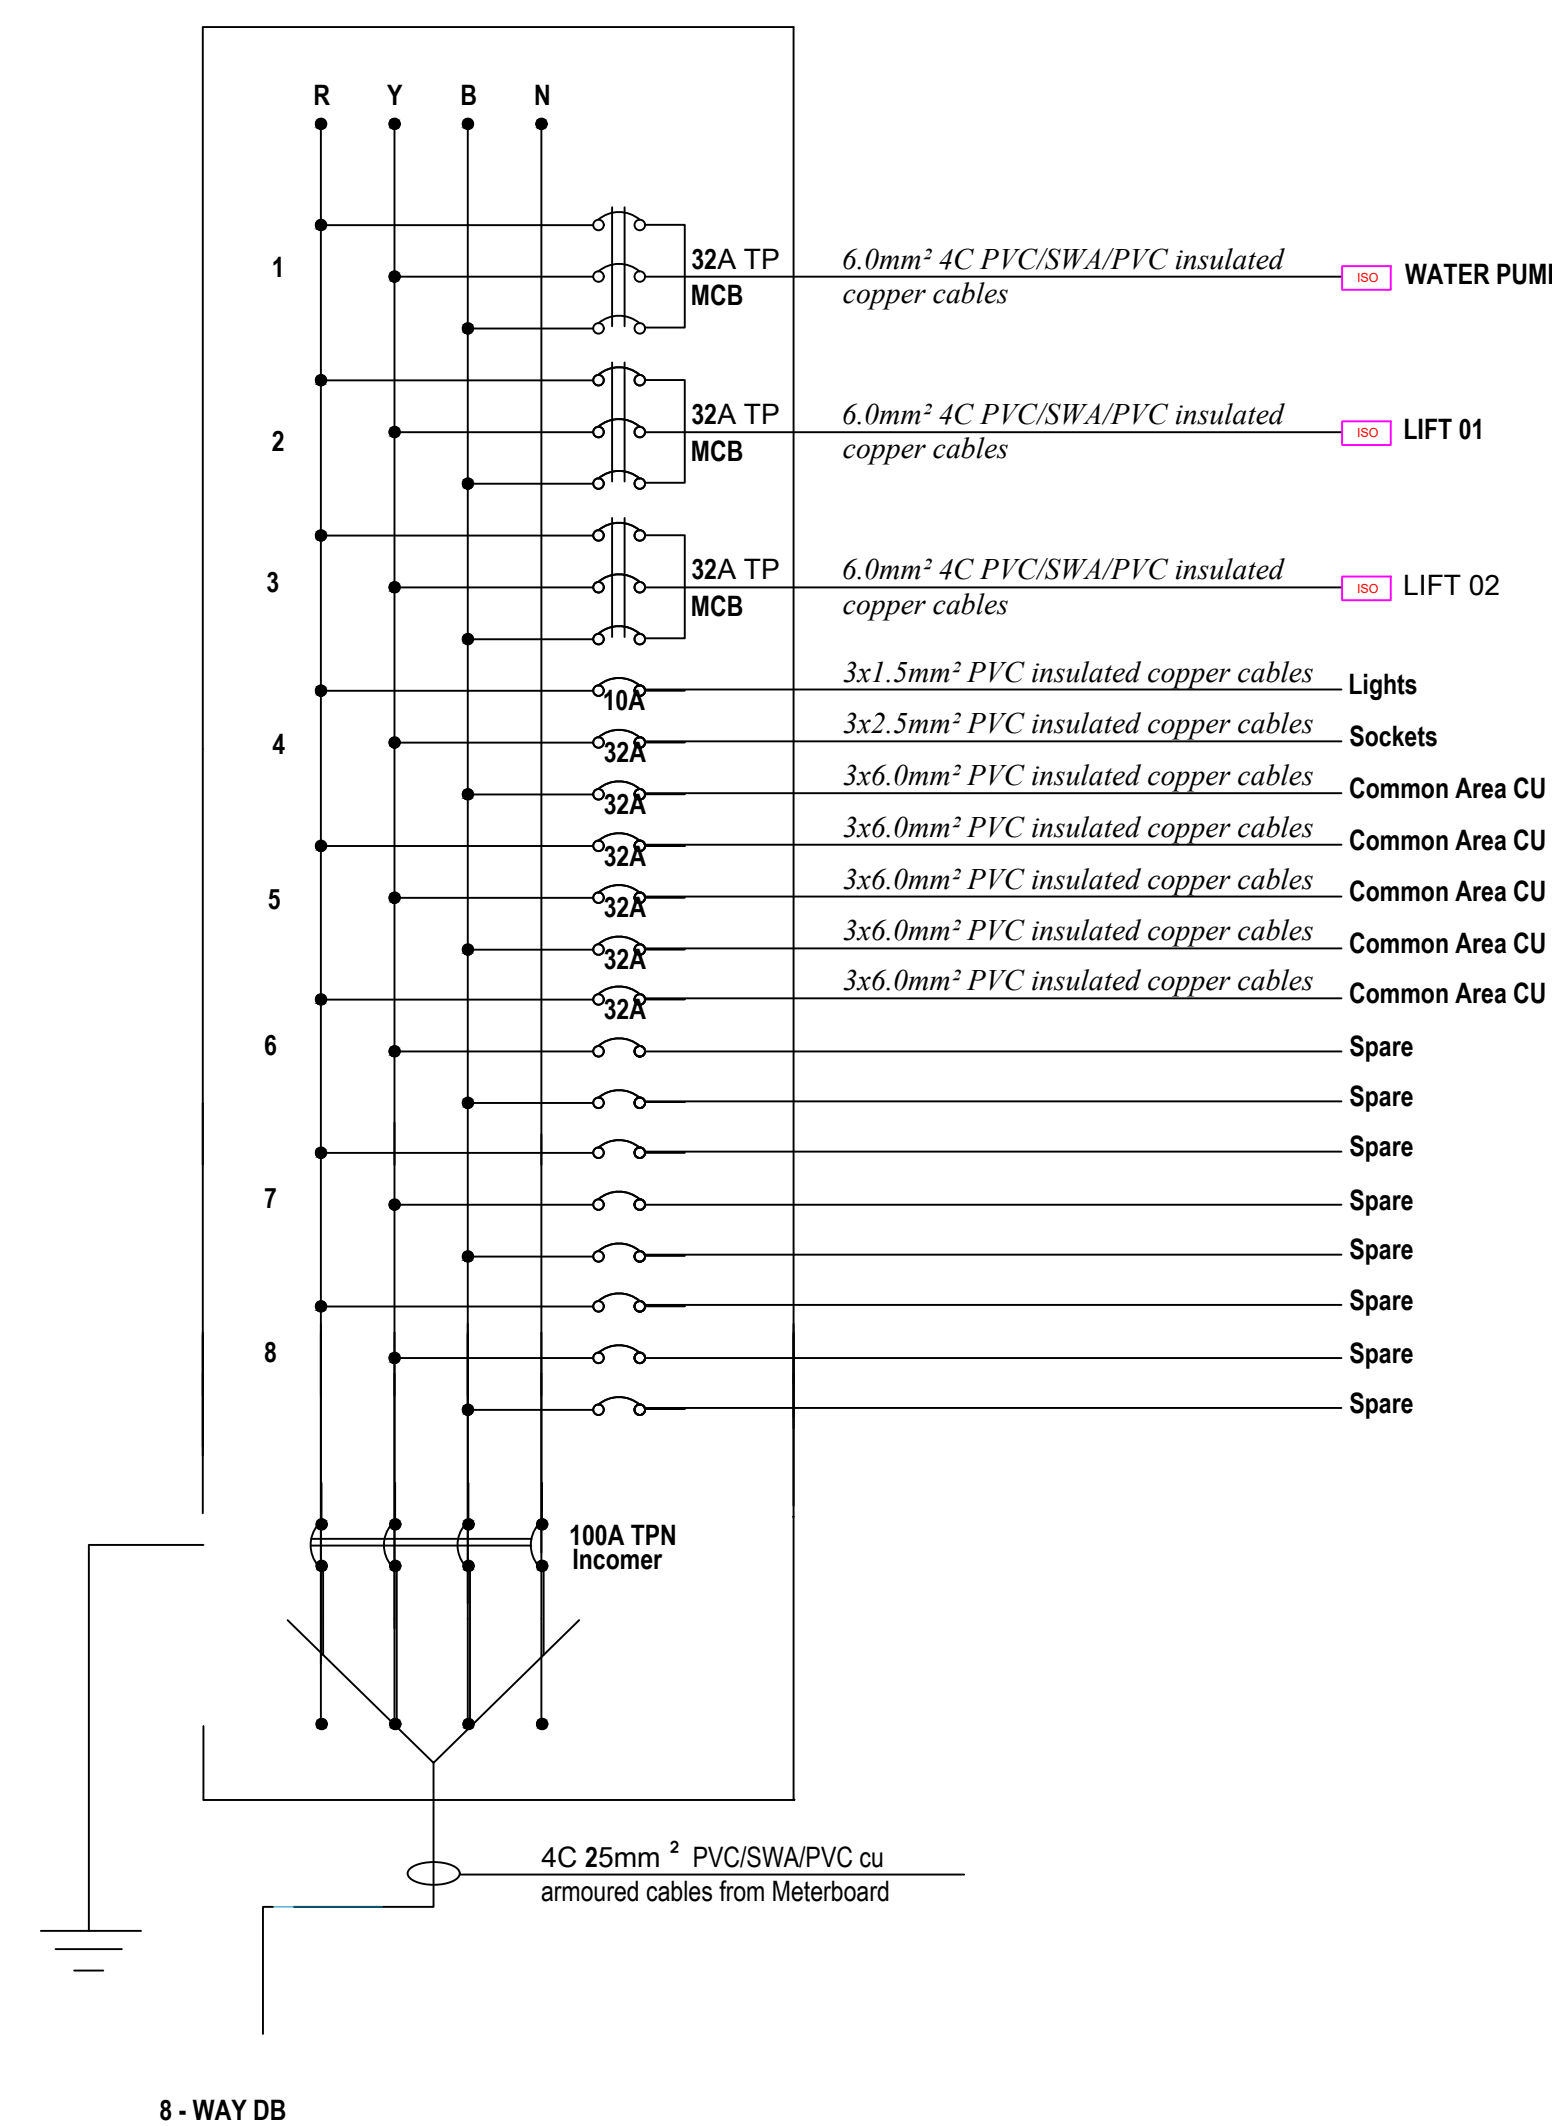 R Y B N
1
32A TP
MCB
6.0mm² 4C PVC/SWA/PVC insulated
copper cables
ISO
WATER PUM
2
32A TP
MCB
6.0mm² 4C PVC/SWA/PVC insulated
copper cables
ISO
LIFT 01
3
32A TP
MCB
6.0mm² 4C PVC/SWA/PVC insulated
copper cables
ISO
LIFT 02
10A
3x1.5mm² PVC insulated copper cables
Lights
4
32A
3x2.5mm² PVC insulated copper cables
Sockets
32A
3x6.0mm² PVC insulated copper cables
Common Area CU
32A
3x6.0mm² PVC insulated copper cables
Common Area CU
5
32A
3x6.0mm² PVC insulated copper cables
Common Area CU
32A
3x6.0mm² PVC insulated copper cables
Common Area CU
32A
3x6.0mm² PVC insulated copper cables
Common Area CU
6
Spare
Spare
Spare
7
Spare
Spare
Spare
8
Spare
Spare
100A TPN
Incomer
4C 25mm ² PVC/SWA/PVC cu
armoured cables from Meterboard
8 - WAY DB